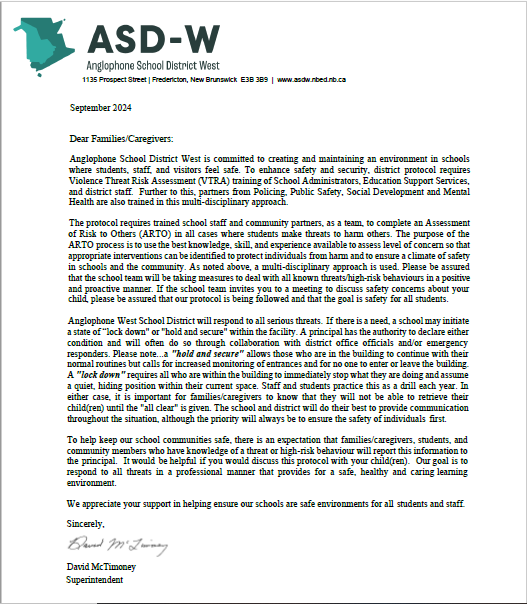 ASD-W
Anglophone School District West
1135 Prospect Street | Fredericton, New Brunswick E3B 3B9 | www.asdw.nbed.nb.ca
September 2024
Dear Families/Caregivers:
Anglophone School District West is committed to creating and maintaining an environment in schools
where students, staff, and visitors feel safe. To enhance safety and security, district protocol requires
Violence Threat Risk Assessment (VTRA) training of School Administrators, Education Support Services,
and district staff. Further to this, partners from Policing, Public Safety, Social Development and Mental
Health are also trained in this multi-disciplinary approach.
The protocol requires trained school staff and community partners, as a team, to complete an Assessment
of Risk to Others (ARTO) in all cases where students make threats to harm others. The purpose of the
ARTO process is to use the best knowledge, skill, and experience available to assess level of concern so that
appropriate interventions can be identified to protect individuals from harm and to ensure a climate of safety
in schools and the community. As noted above, a multi-disciplinary approach is used. Please be assured
that the school team will be taking measures to deal with all known threats/high-risk behaviours in a positive
and proactive manner. If the school team invites you to a meeting to discuss safety concerns about your
child, please be assured that our protocol is being followed and that the goal is safety for all students.
Anglophone West School District will respond to all serious threats. If there is a need, a school may initiate
a state of “lock down" or "hold and secure" within the facility. A principal has the authority to declare either
condition and will often do so through collaboration with district office officials and/or emergency
responders. Please note...a "hold and secure" allows those who are in the building to continue with their
normal routines but calls for increased monitoring of entrances and for no one to enter or leave the building.
A "lock down" requires all who are within the building to immediately stop what they are doing and assume
a quiet, hiding position within their current space. Staff and students practice this as a drill each year. In
either case, it is important for families/caregivers to know that they will not be able to retrieve their
child(ren) until the "all clear" is given. The school and district will do their best to provide communication
throughout the situation, although the priority will always be to ensure the safety of individuals first.
To help keep our school communities safe, there is an expectation that families/caregivers, students, and
community members who have knowledge of a threat or high-risk behaviour will report this information to
the principal. It would be helpful if you would discuss this protocol with your child(ren). Our goal is to
respond to all threats in a professional manner that provides for a safe, healthy and caring learning
environment.
We appreciate your support in helping ensure our schools are safe environments for all students and staff.
Sincerely,
David McTimoney
David McTimoney
Superintendent